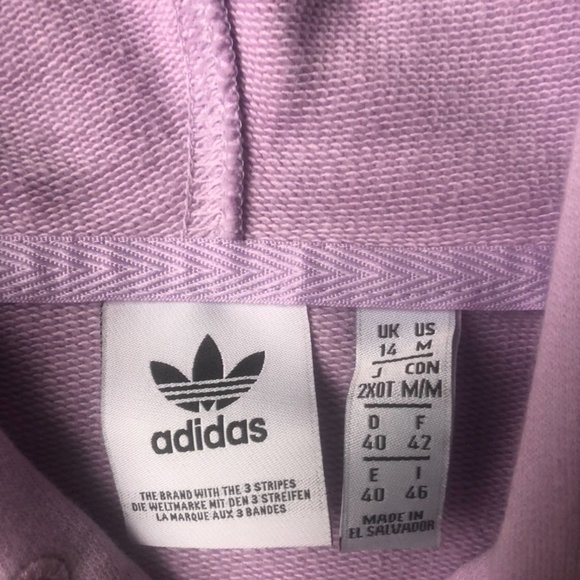 adidas
THE BRAND WITH THE 3 STRIPES
DIE WELTMARKE MIT DEN 3 STREIFEN
LA MARQUE AUX 3 BANDES
UK US
14 M
J CON
2XOT M/M
D F
40 42
E I
40 46
MADE IN
EL SALVADOR